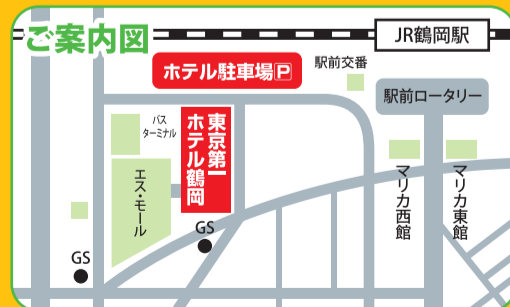 ご案内図
JR鶴岡駅
ホテル駐車場P
駅前交番
駅前ロータリー
バス
ターミナル
東京第一
ホテル鶴岡
エス・モール
マリカ西館
マリカ東館
GS
GS